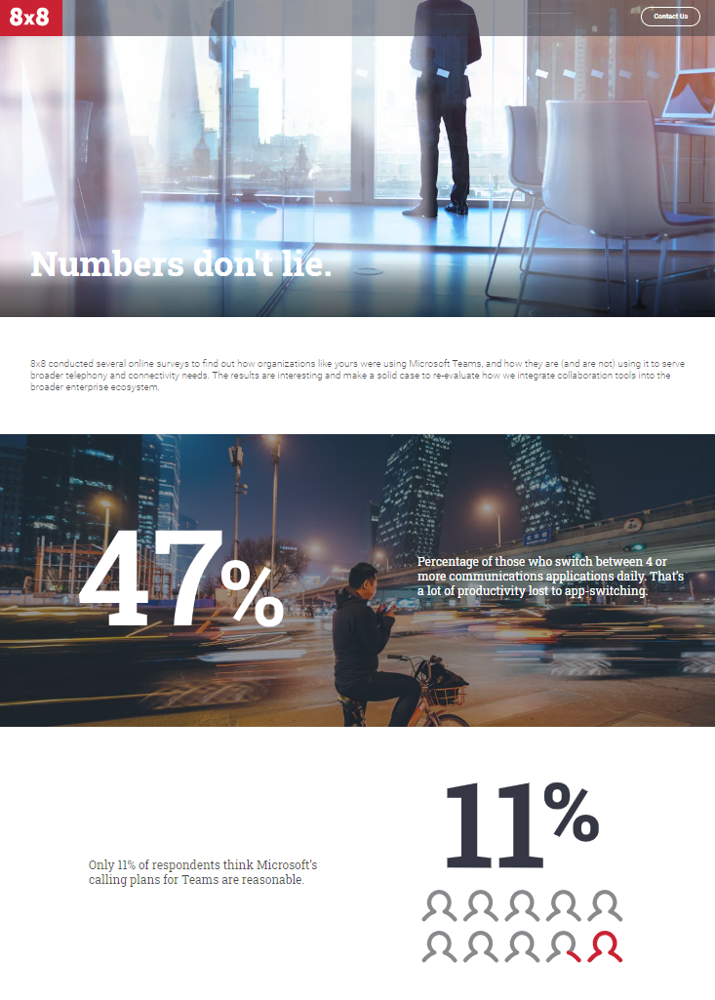 8x8
Contact Us
Numbers don't lie.
8x8 conducted several online surveys to find out how organizations like yours were using Microsoft Teams, and how they are (and are not) using it to serve
broader telephony and connectivity needs. The results are interesting and make a solid case to re-evaluate how we integrate collaboration tools into the
broader enterprise ecosystem.
47%
Percentage of those who switch between 4 or
more communications applications daily. That's
a lot of productivity lost to app-switching.
11%
Only 11% of respondents think Microsoft's
calling plans for Teams are reasonable.